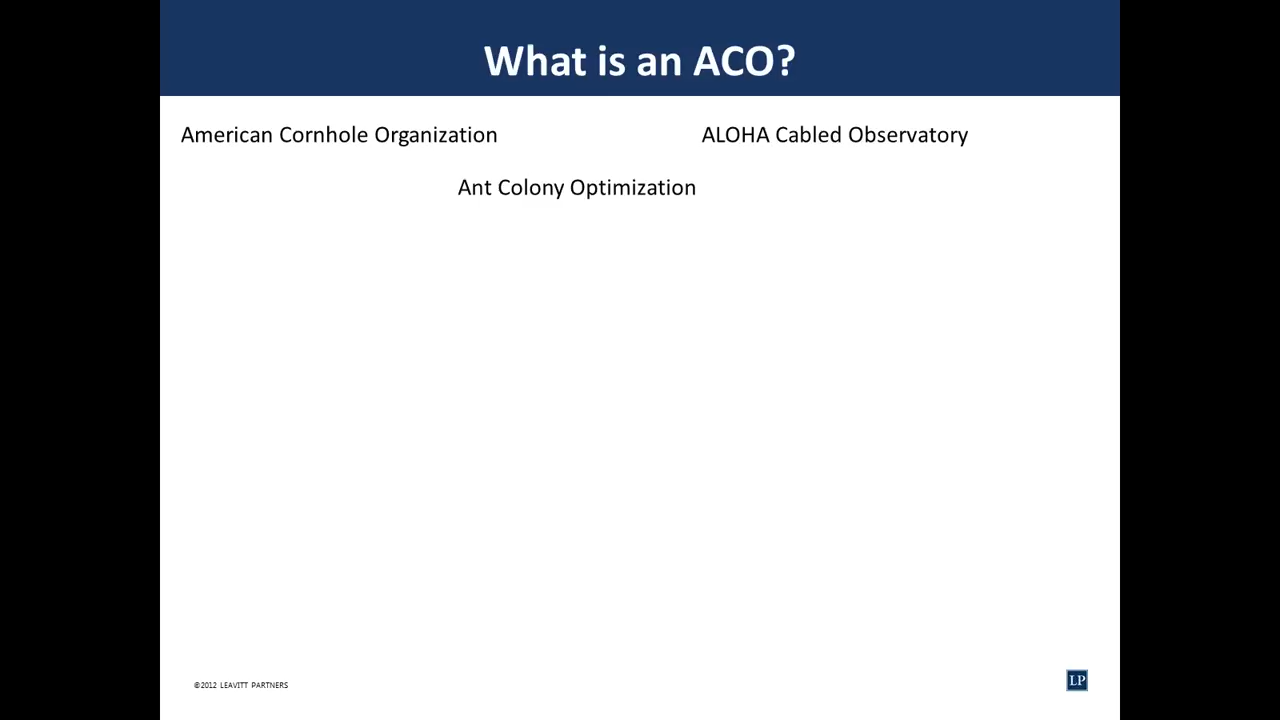 What is an ACO?
American Cornhole Organization
ALOHA Cabled Observatory
Ant Colony Optimization
©2012 LEAVITT PARTNERS
LP